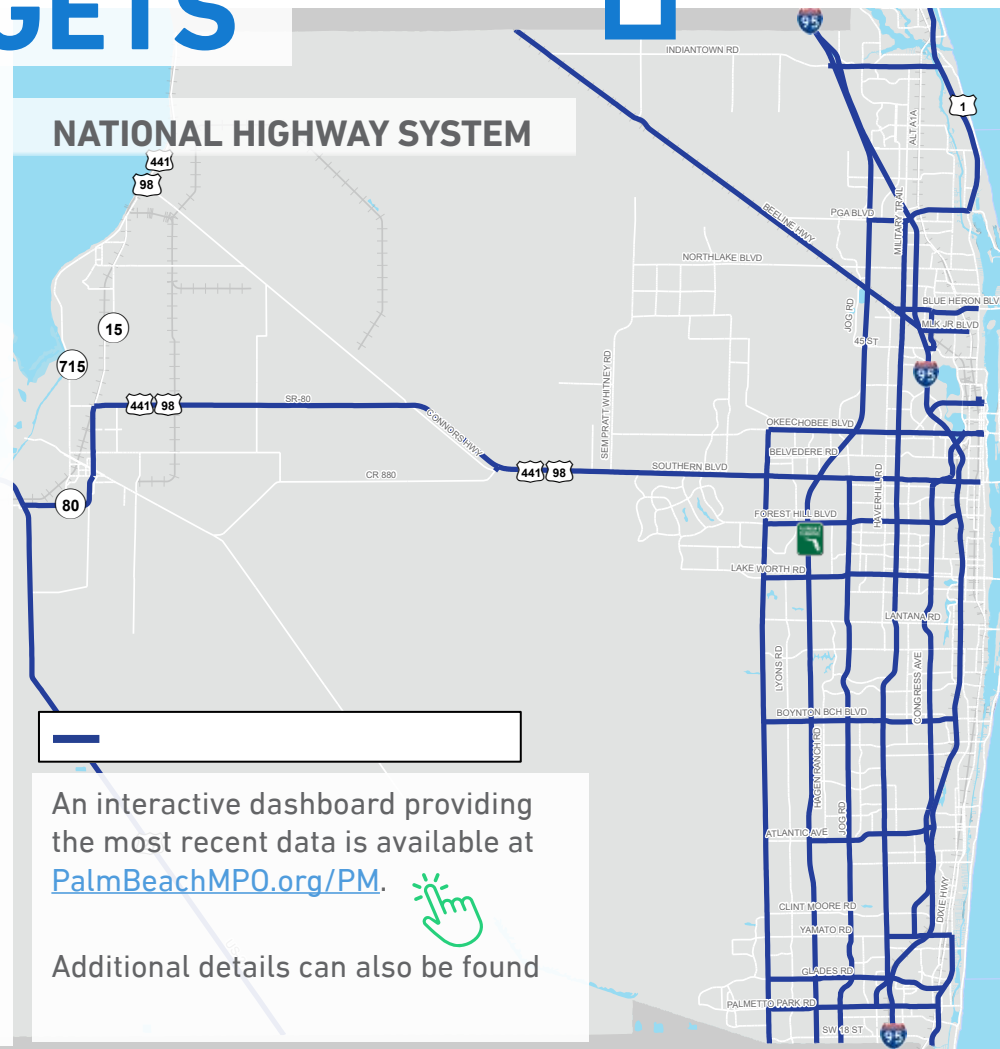 GETS
NATIONAL HIGHWAY SYSTEM
95
INDIANTOWN RD
1
ALT A1A
441
98
PGA BLVD
MILITARY TRAIL
BEELINE HWY
NORTHLAKE BLVD
BLUE HERON BLV
JOG RD
MLK JR BLVD
15
45 ST
715
95
SEM PRATT WHITNEY RD
441 98
SR-80
CONNORS HWY
OKEECHOBEE BLVD
BELVEDERE RD
441 98
SOUTHERN BLVD
CR 880
HAVERHILL RD
80
FOREST HILL BLVD
LAKE WORTH RD
LANTANA RD
LYONS RD
CONGRESS AVE
BOYNTON BCH BLVD
HAGEN RANCH RD
JOG RD
ATLANTIC AVE
An interactive dashboard providing
the most recent data is available at
PalmBeachMPO.org/PM.
DIXIE HWY
CLINT MOORE RD
YAMATO RD
Additional details can also be found
GLADES RD
PALMETTO PARK RD
SW 18 ST
95